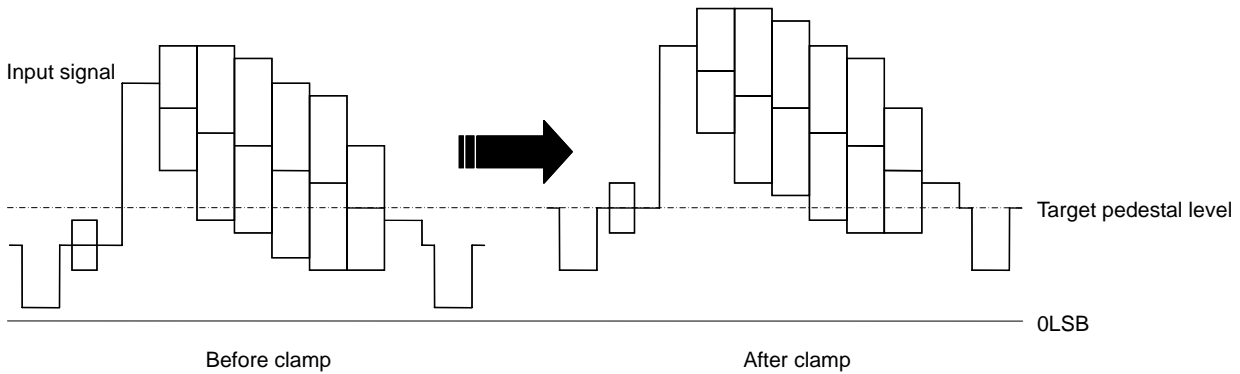 Input signal
Target pedestal level
0LSB
Before clamp
After clamp